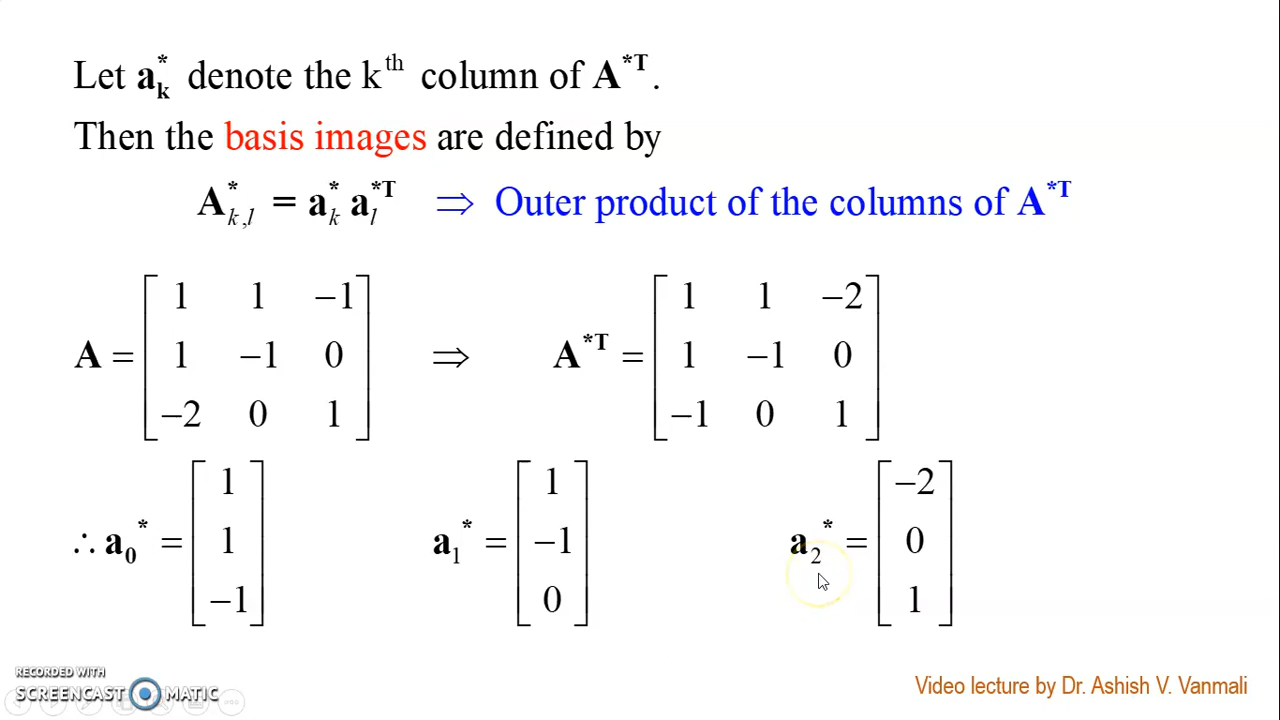 Let a*k denote the kth column of A*T.
Then the basis images are defined by
A*k,l = a*k a*Tl ⇒ Outer product of the columns of A*T
A = [ 1 1 −1 ; 1 −1 0 ; −2 0 1 ] ⇒ A*T = [ 1 1 −2 ; 1 −1 0 ; −1 0 1 ]
∴ a0* = [ 1 ; 1 ; −1 ] a1* = [ 1 ; −1 ; 0 ] a2* = [ −2 ; 0 ; 1 ]
RECORDED WITH
SCREENCAST MATIC
Video lecture by Dr. Ashish V. Vanmali